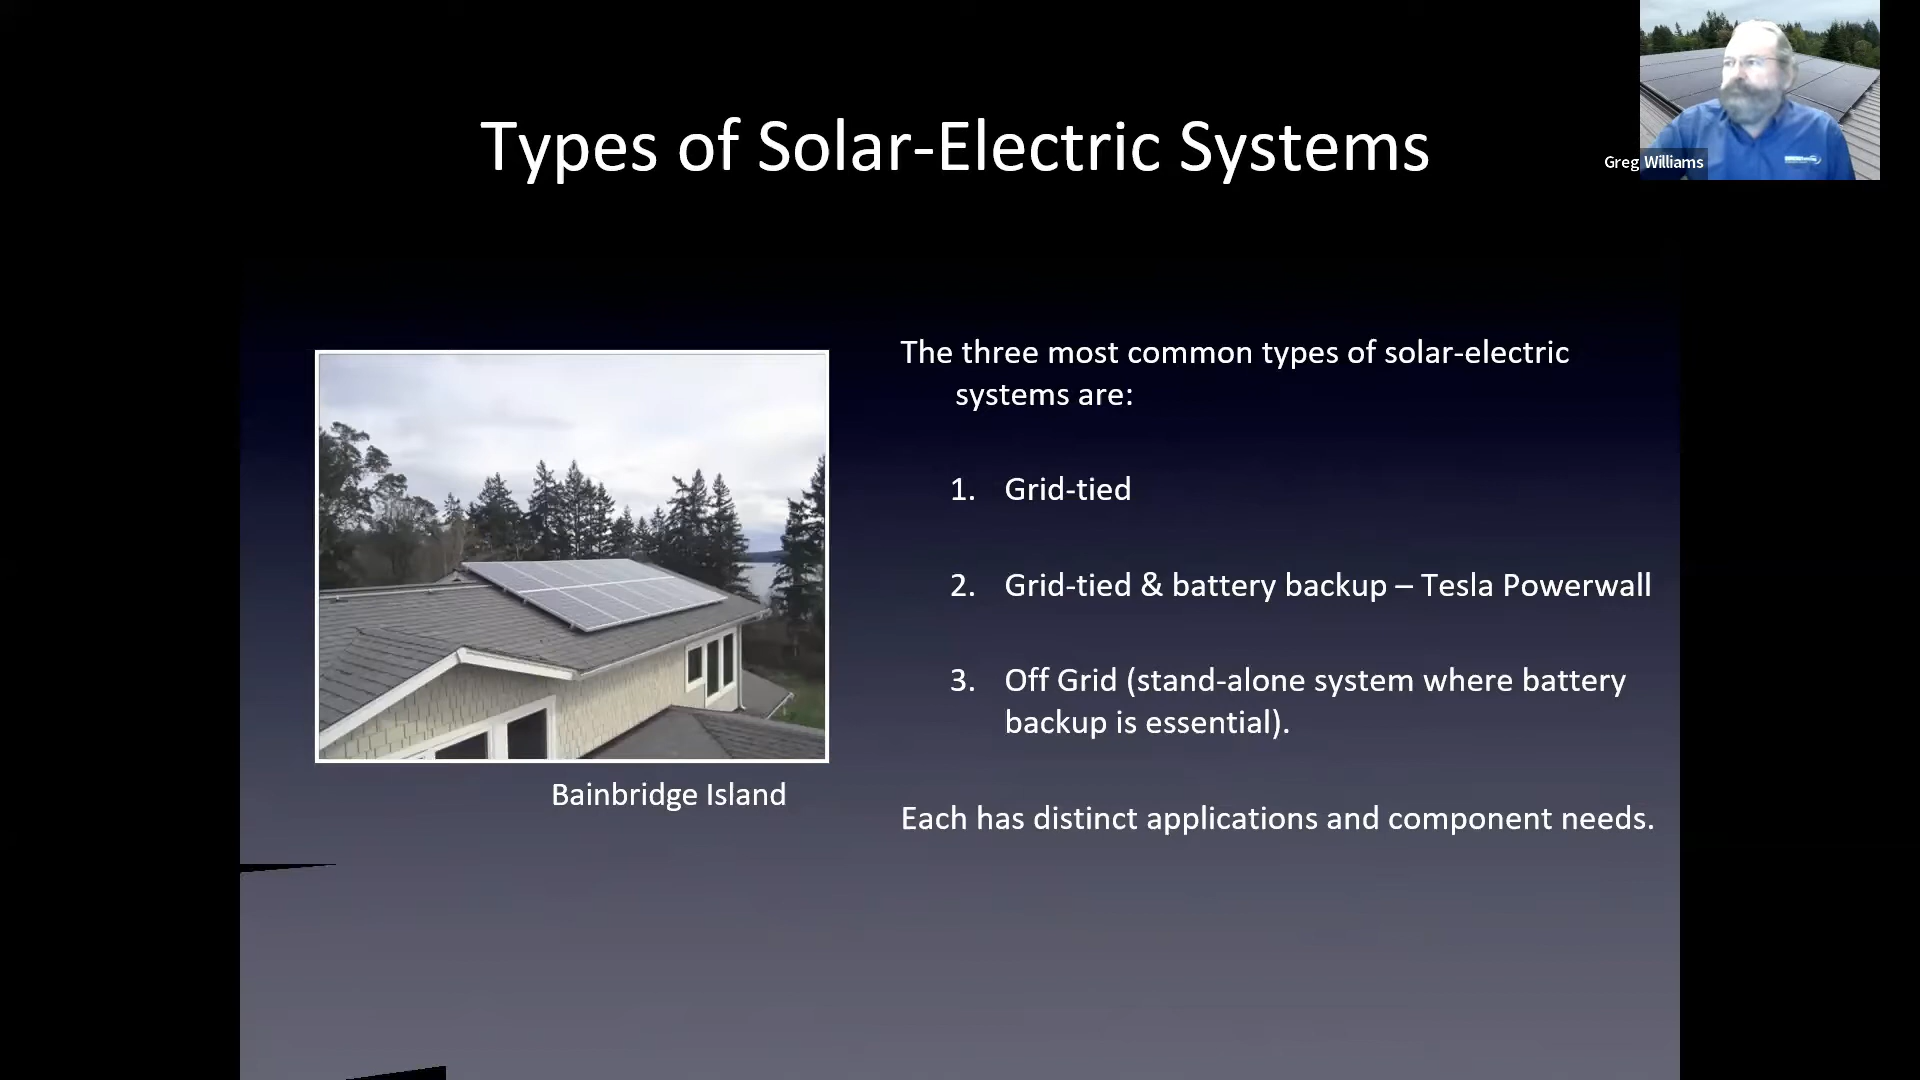 Types of Solar-Electric Systems
Greg Williams
The three most common types of solar-electric
systems are:
1. Grid-tied
2. Grid-tied & battery backup – Tesla Powerwall
3. Off Grid (stand-alone system where battery
backup is essential).
Bainbridge Island
Each has distinct applications and component needs.